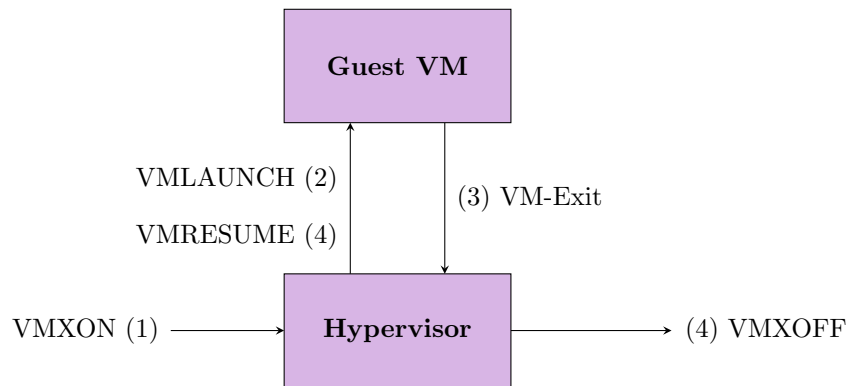 Guest VM
VMLAUNCH (2)
(3) VM-Exit
VMRESUME (4)
VMXON (1)
Hypervisor
(4) VMXOFF